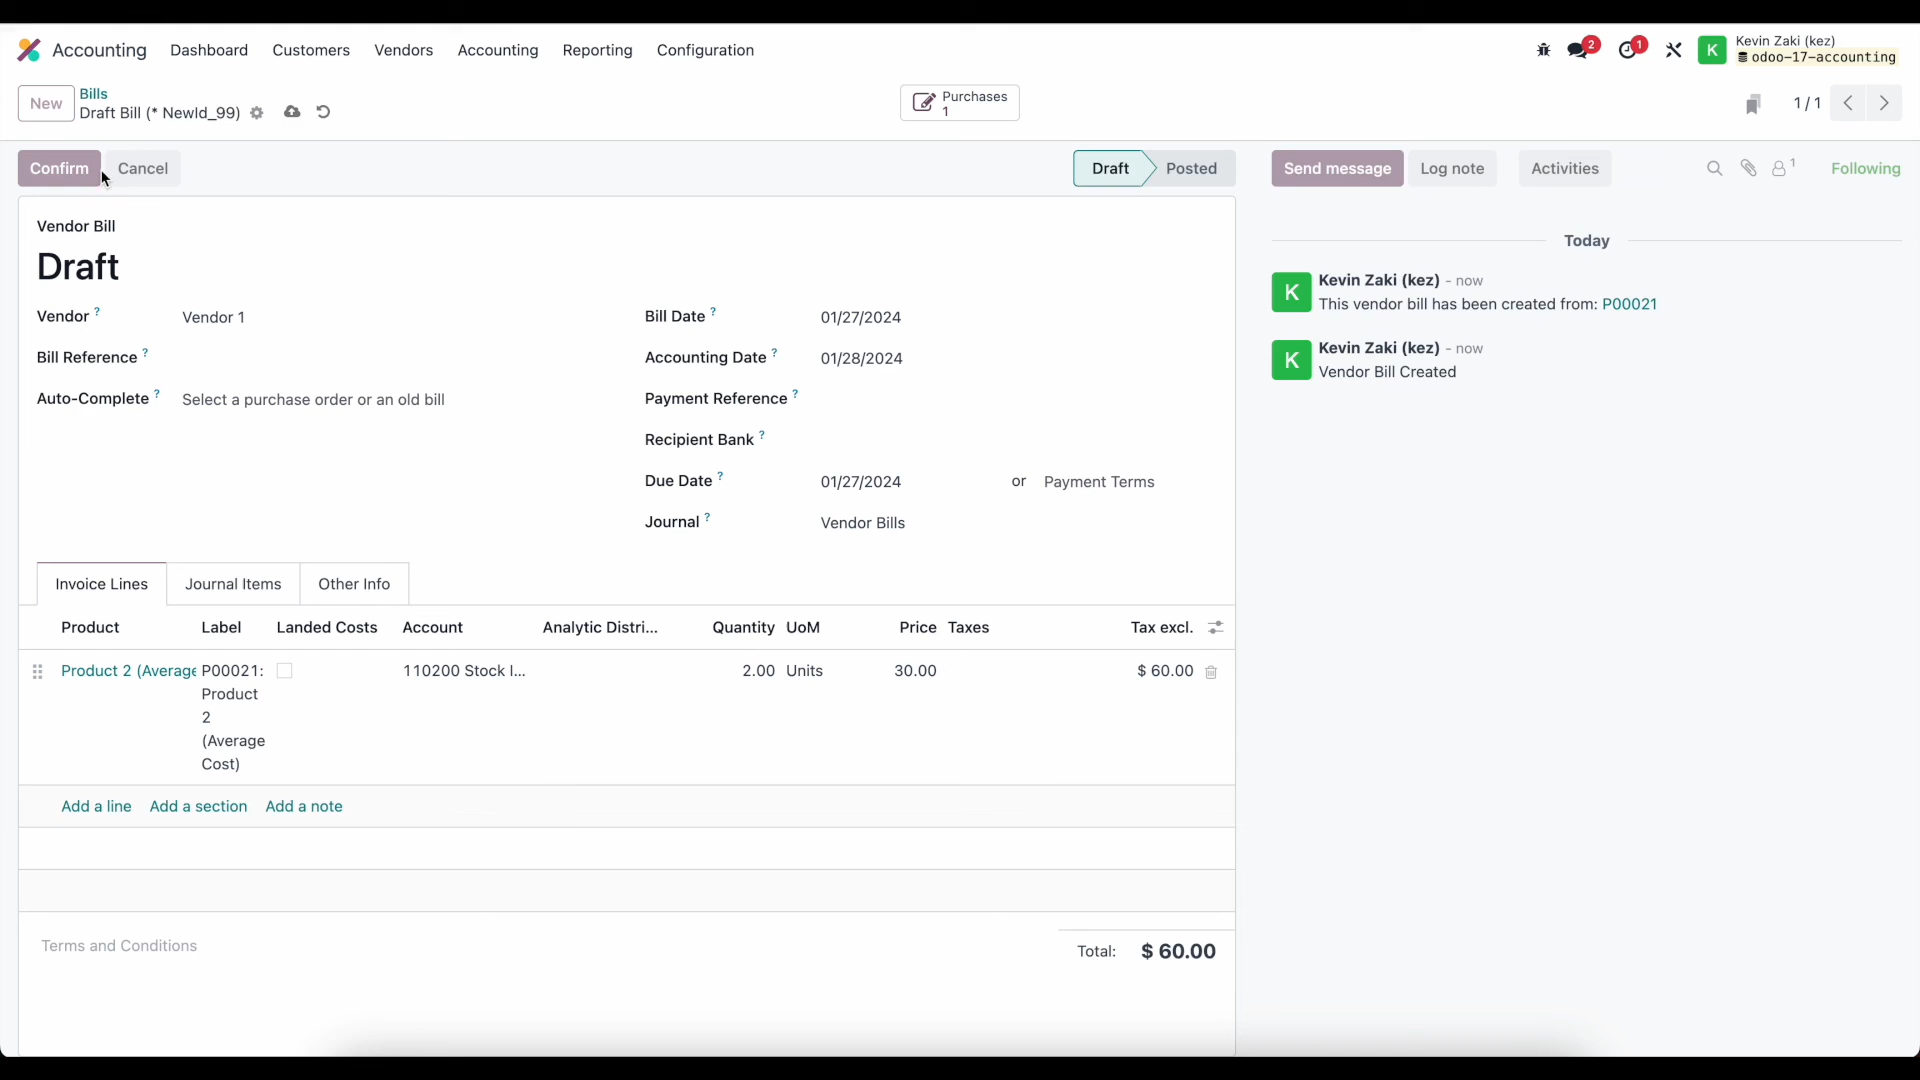 Accounting Dashboard Customers Vendors Accounting Reporting Configuration 2 1 K Kevin Zaki (kez)
odoo-17-accounting
New Bills
Draft Bill (* NewId_99)
Purchases
1
1 / 1
Confirm Cancel Draft Posted Send message Log note Activities 1 Following
Vendor Bill
Draft
Vendor ? Vendor 1
Bill Reference ?
Auto-Complete ? Select a purchase order or an old bill
Bill Date ? 01/27/2024
Accounting Date ? 01/28/2024
Payment Reference ?
Recipient Bank ?
Due Date ? 01/27/2024 or Payment Terms
Journal ? Vendor Bills
Invoice Lines Journal Items Other Info
Product Label Landed Costs Account Analytic Distri... Quantity UoM Price Taxes Tax excl.
Product 2 (Average P00021: 110200 Stock I... 2.00 Units 30.00 $ 60.00
Product
2
(Average
Cost)
Add a line Add a section Add a note
Terms and Conditions
Total: $ 60.00
Today
K Kevin Zaki (kez) - now
This vendor bill has been created from: P00021
K Kevin Zaki (kez) - now
Vendor Bill Created